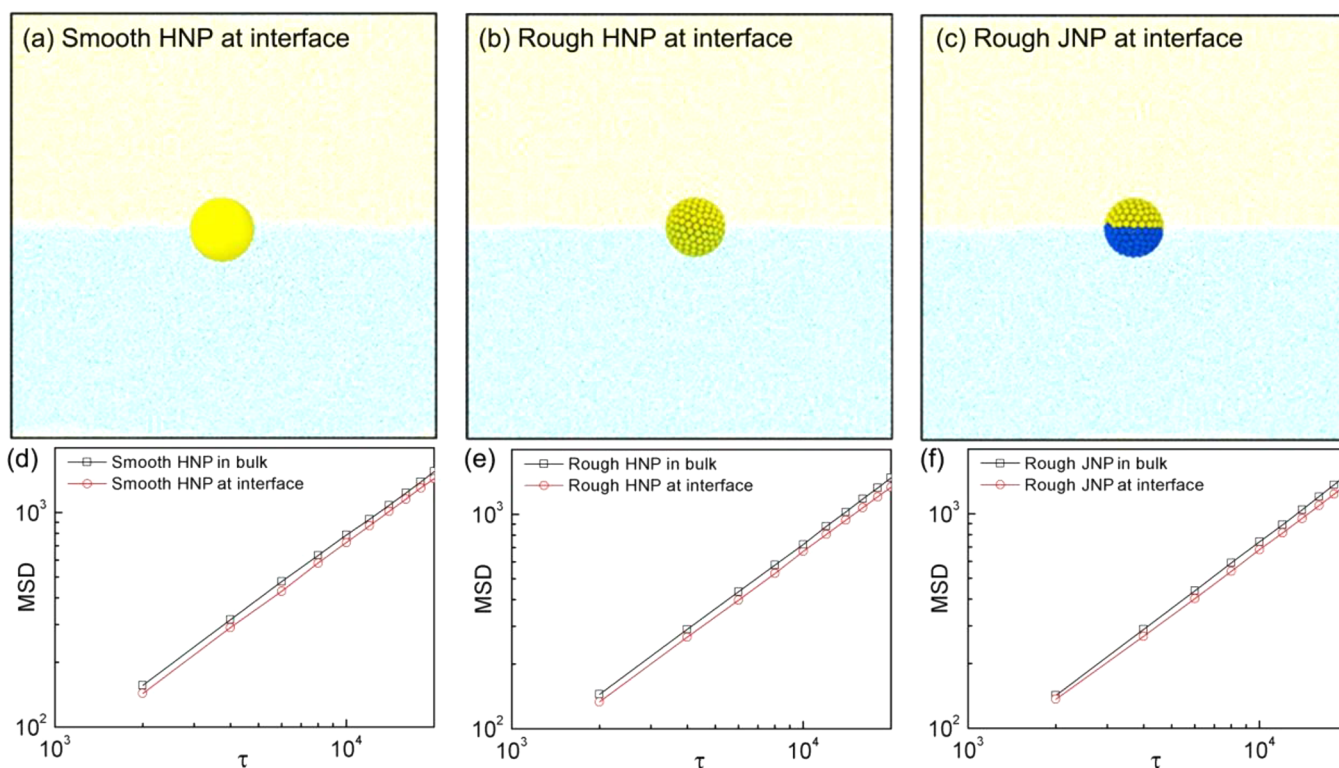 (a) Smooth HNP at interface
(b) Rough HNP at interface
(c) Rough JNP at interface
(d)
Smooth HNP in bulk
Smooth HNP at interface
10³
MSD
10²
10³
10⁴
τ
(e)
Rough HNP in bulk
Rough HNP at interface
10³
MSD
10²
10³
10⁴
τ
(f)
Rough JNP in bulk
Rough JNP at interface
10³
MSD
10²
10³
10⁴
τ